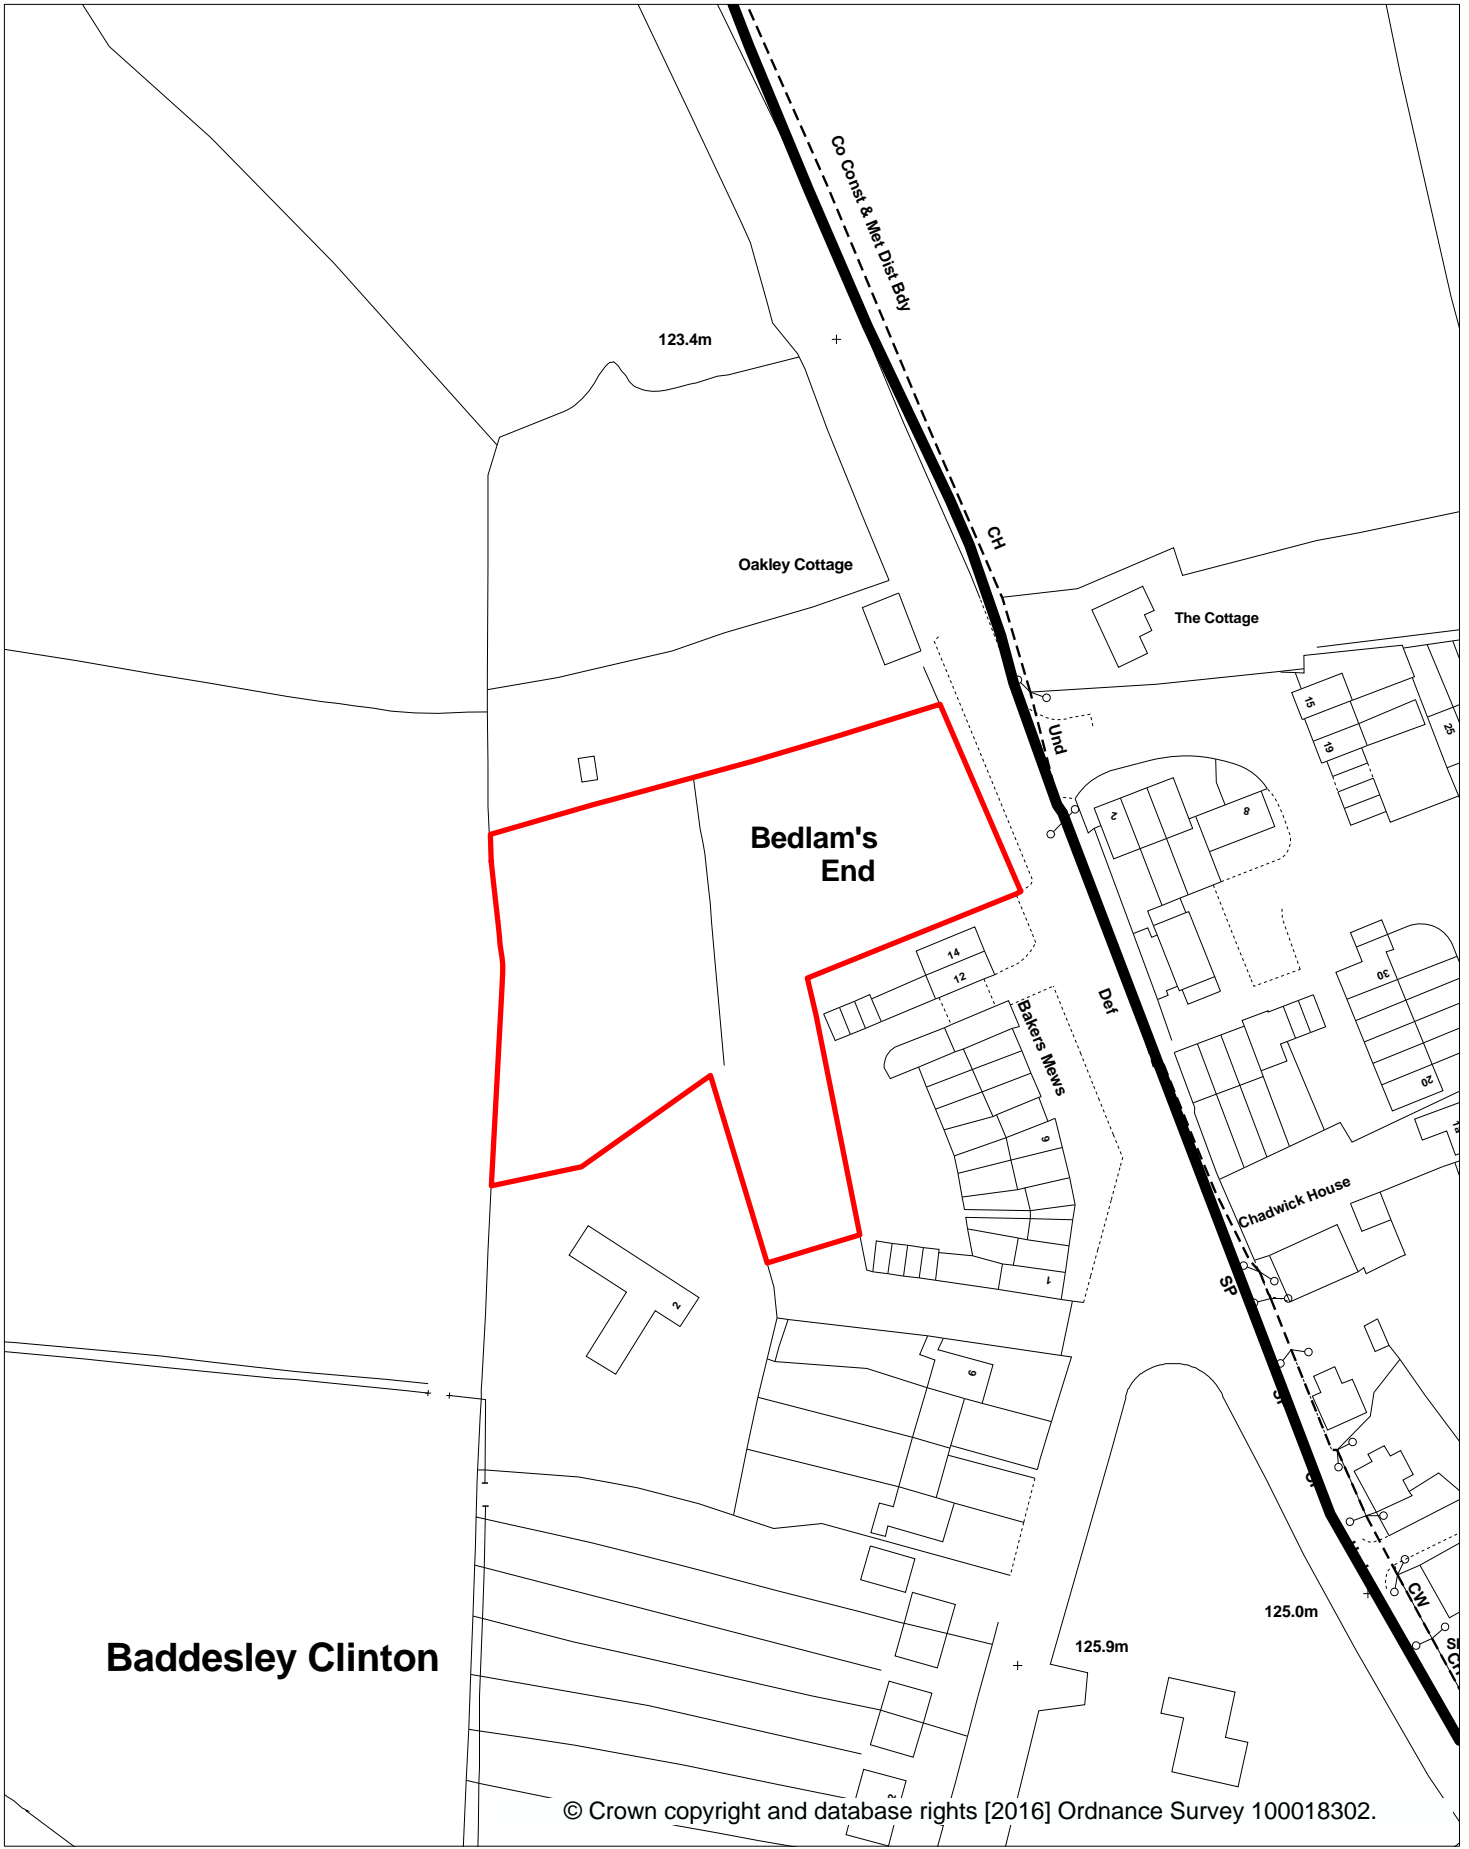 Co Const & Met Dist Bdy
123.4m
CH
Oakley Cottage
The Cottage
15
19
25
Und
2
8
Bedlam's
End
14
12
30
Def
Bakers Mews
20
6
Chadwick House
1
SP
2
9
CW
125.0m
125.9m
Baddesley Clinton
2
© Crown copyright and database rights [2016] Ordnance Survey 100018302.